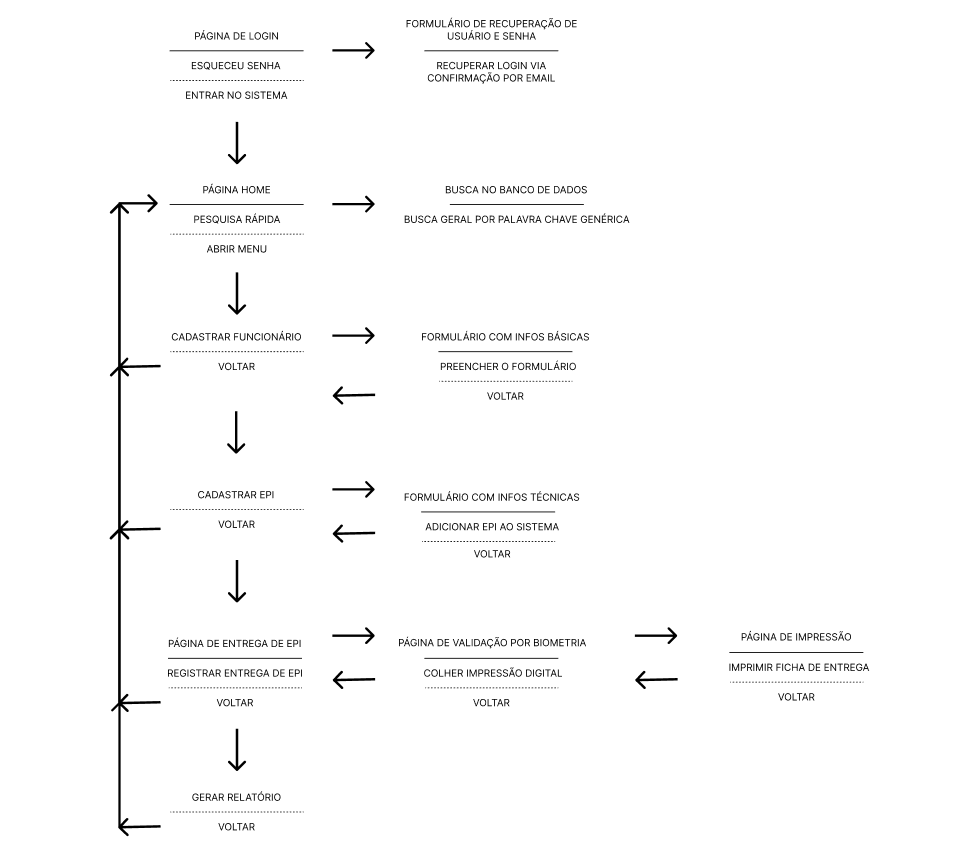 PÁGINA DE LOGIN
ESQUECEU SENHA
ENTRAR NO SISTEMA
FORMULÁRIO DE RECUPERAÇÃO DE
USUÁRIO E SENHA
RECUPERAR LOGIN VIA
CONFIRMAÇÃO POR EMAIL
PÁGINA HOME
PESQUISA RÁPIDA
ABRIR MENU
BUSCA NO BANCO DE DADOS
BUSCA GERAL POR PALAVRA CHAVE GENÉRICA
CADASTRAR FUNCIONÁRIO
VOLTAR
FORMULÁRIO COM INFOS BÁSICAS
PREENCHER O FORMULÁRIO
VOLTAR
CADASTRAR EPI
VOLTAR
FORMULÁRIO COM INFOS TÉCNICAS
ADICIONAR EPI AO SISTEMA
VOLTAR
PÁGINA DE ENTREGA DE EPI
REGISTRAR ENTREGA DE EPI
VOLTAR
PÁGINA DE VALIDAÇÃO POR BIOMETRIA
COLHER IMPRESSÃO DIGITAL
VOLTAR
PÁGINA DE IMPRESSÃO
IMPRIMIR FICHA DE ENTREGA
VOLTAR
GERAR RELATÓRIO
VOLTAR